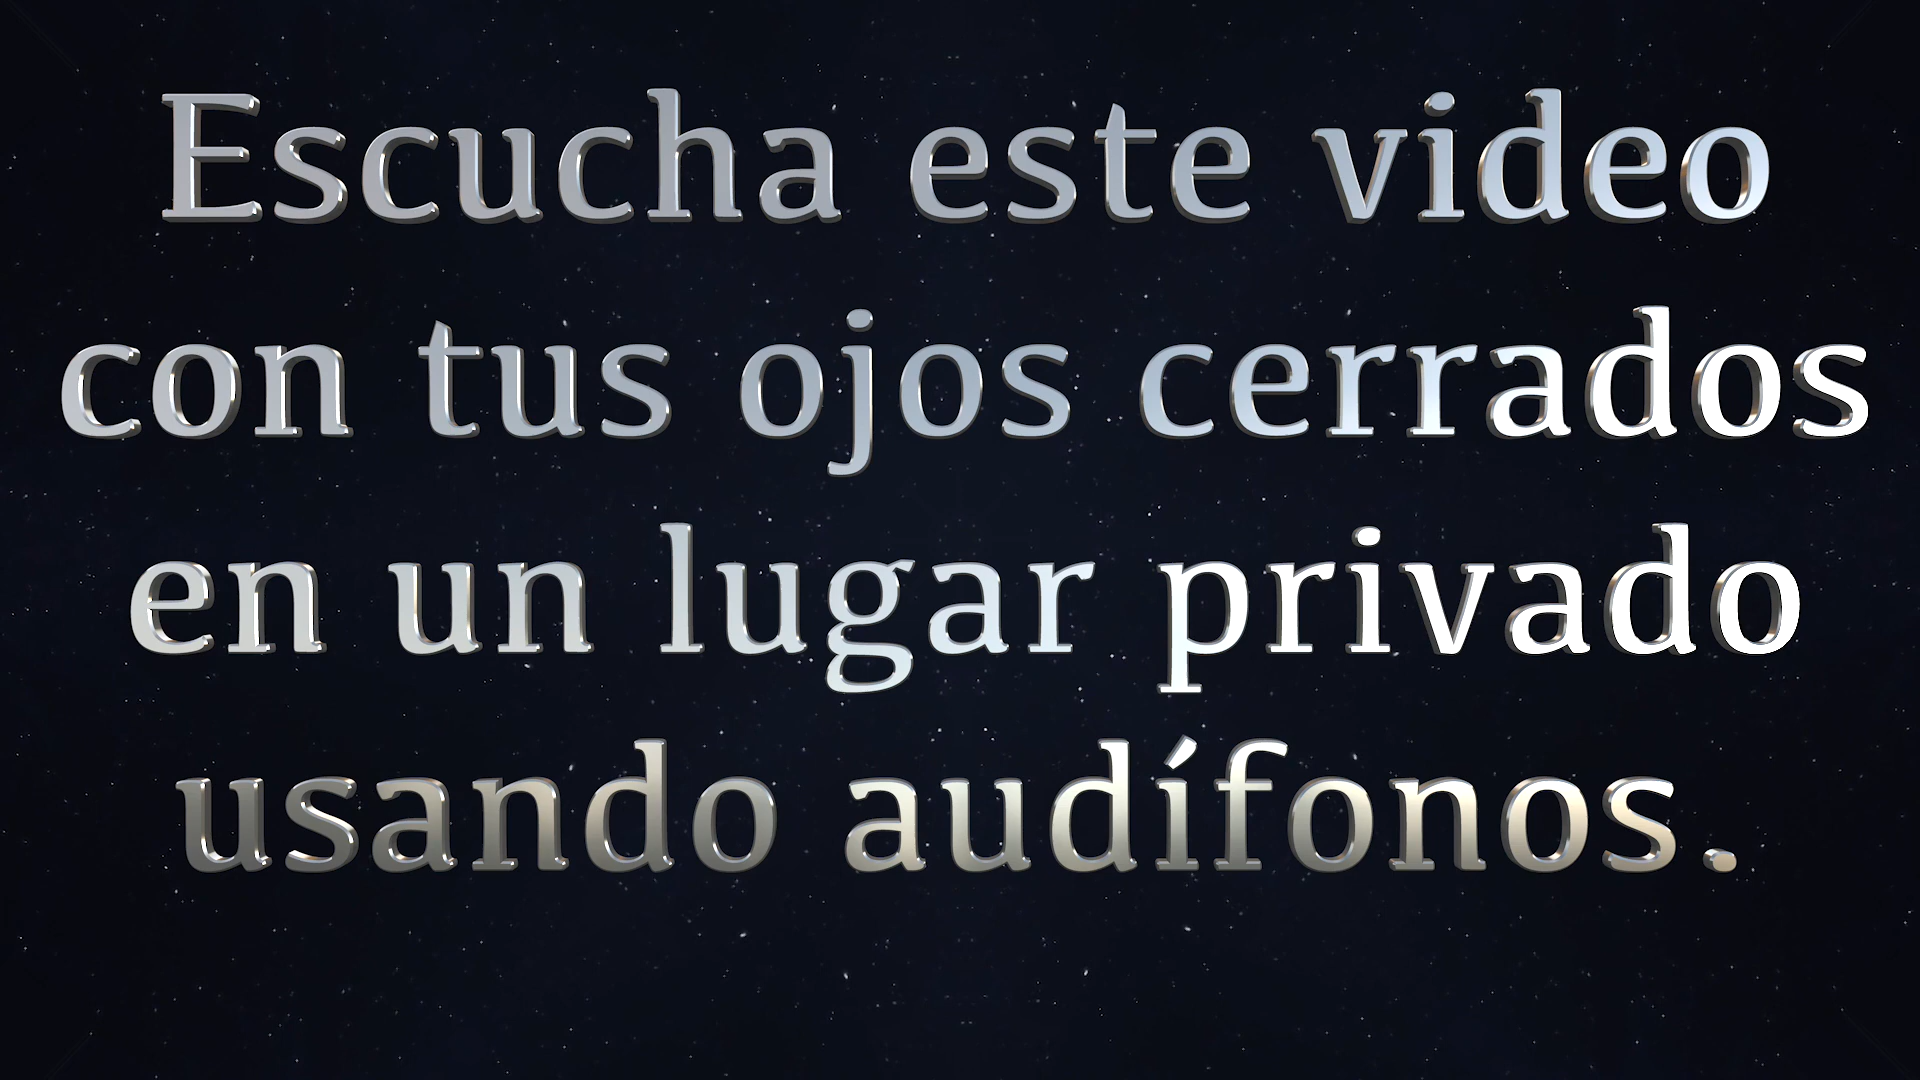 Escucha este video
con tus ojos cerrados
en un lugar privado
usando audífonos.